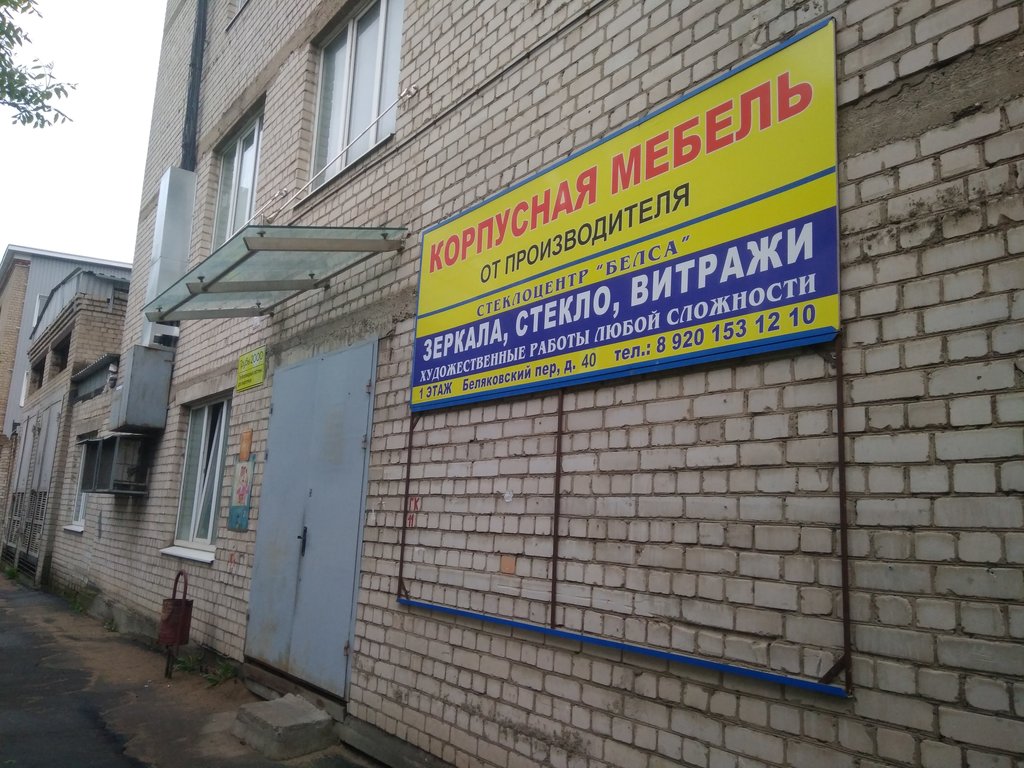 КОРПУСНАЯ МЕБЕЛЬ
ОТ ПРОИЗВОДИТЕЛЯ
СТЕКЛОЦЕНТР "БЕЛСА"
ЗЕРКАЛА, СТЕКЛО, ВИТРАЖИ
ХУДОЖЕСТВЕННЫЕ РАБОТЫ ЛЮБОЙ СЛОЖНОСТИ
1 ЭТАЖ Беляковский пер, д. 40 тел.: 8 920 153 12 10